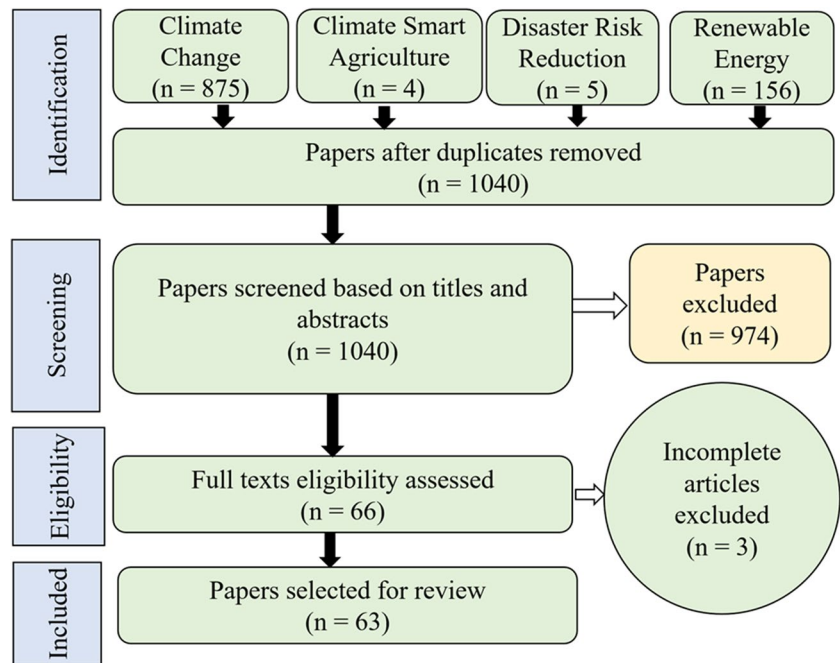 Identification
Climate
Change
(n = 875)
Climate Smart
Agriculture
(n = 4)
Disaster Risk
Reduction
(n = 5)
Renewable
Energy
(n = 156)
Papers after duplicates removed
(n = 1040)
Screening
Papers screened based on titles and
abstracts
(n = 1040)
Papers
excluded
(n = 974)
Eligibility
Full texts eligibility assessed
(n = 66)
Incomplete
articles
excluded
(n = 3)
Included
Papers selected for review
(n = 63)